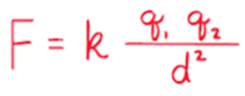 F = k q₁ q₂ / d²